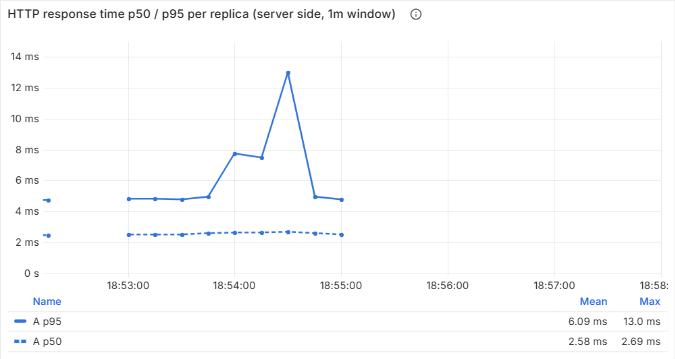 HTTP response time p50 / p95 per replica (server side, 1m window)
14 ms
12 ms
10 ms
8 ms
6 ms
4 ms
2 ms
0 s
18:53:00 18:54:00 18:55:00 18:56:00 18:57:00 18:58:
Name Mean Max
A p95 6.09 ms 13.0 ms
A p50 2.58 ms 2.69 ms